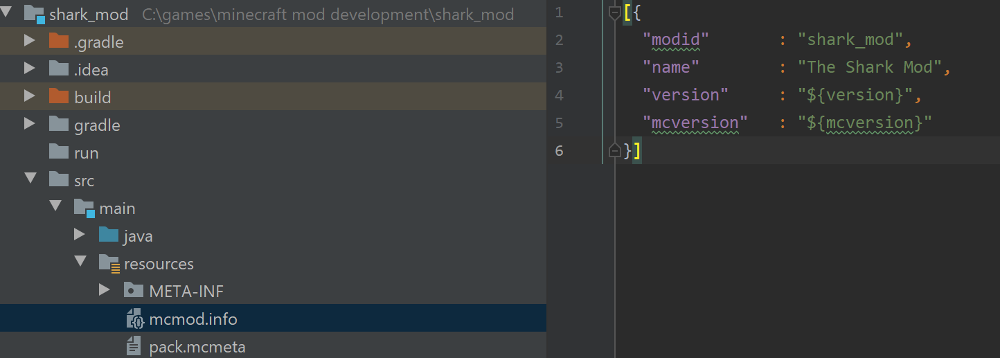 shark_mod C:\games\minecraft mod development\shark_mod
.gradle
.idea
build
gradle
run
src
main
java
resources
META-INF
mcmod.info
pack.mcmeta
1 [{
2 "modid" : "shark_mod",
3 "name" : "The Shark Mod",
4 "version" : "${version}",
5 "mcversion" : "${mcversion}"
6 }]